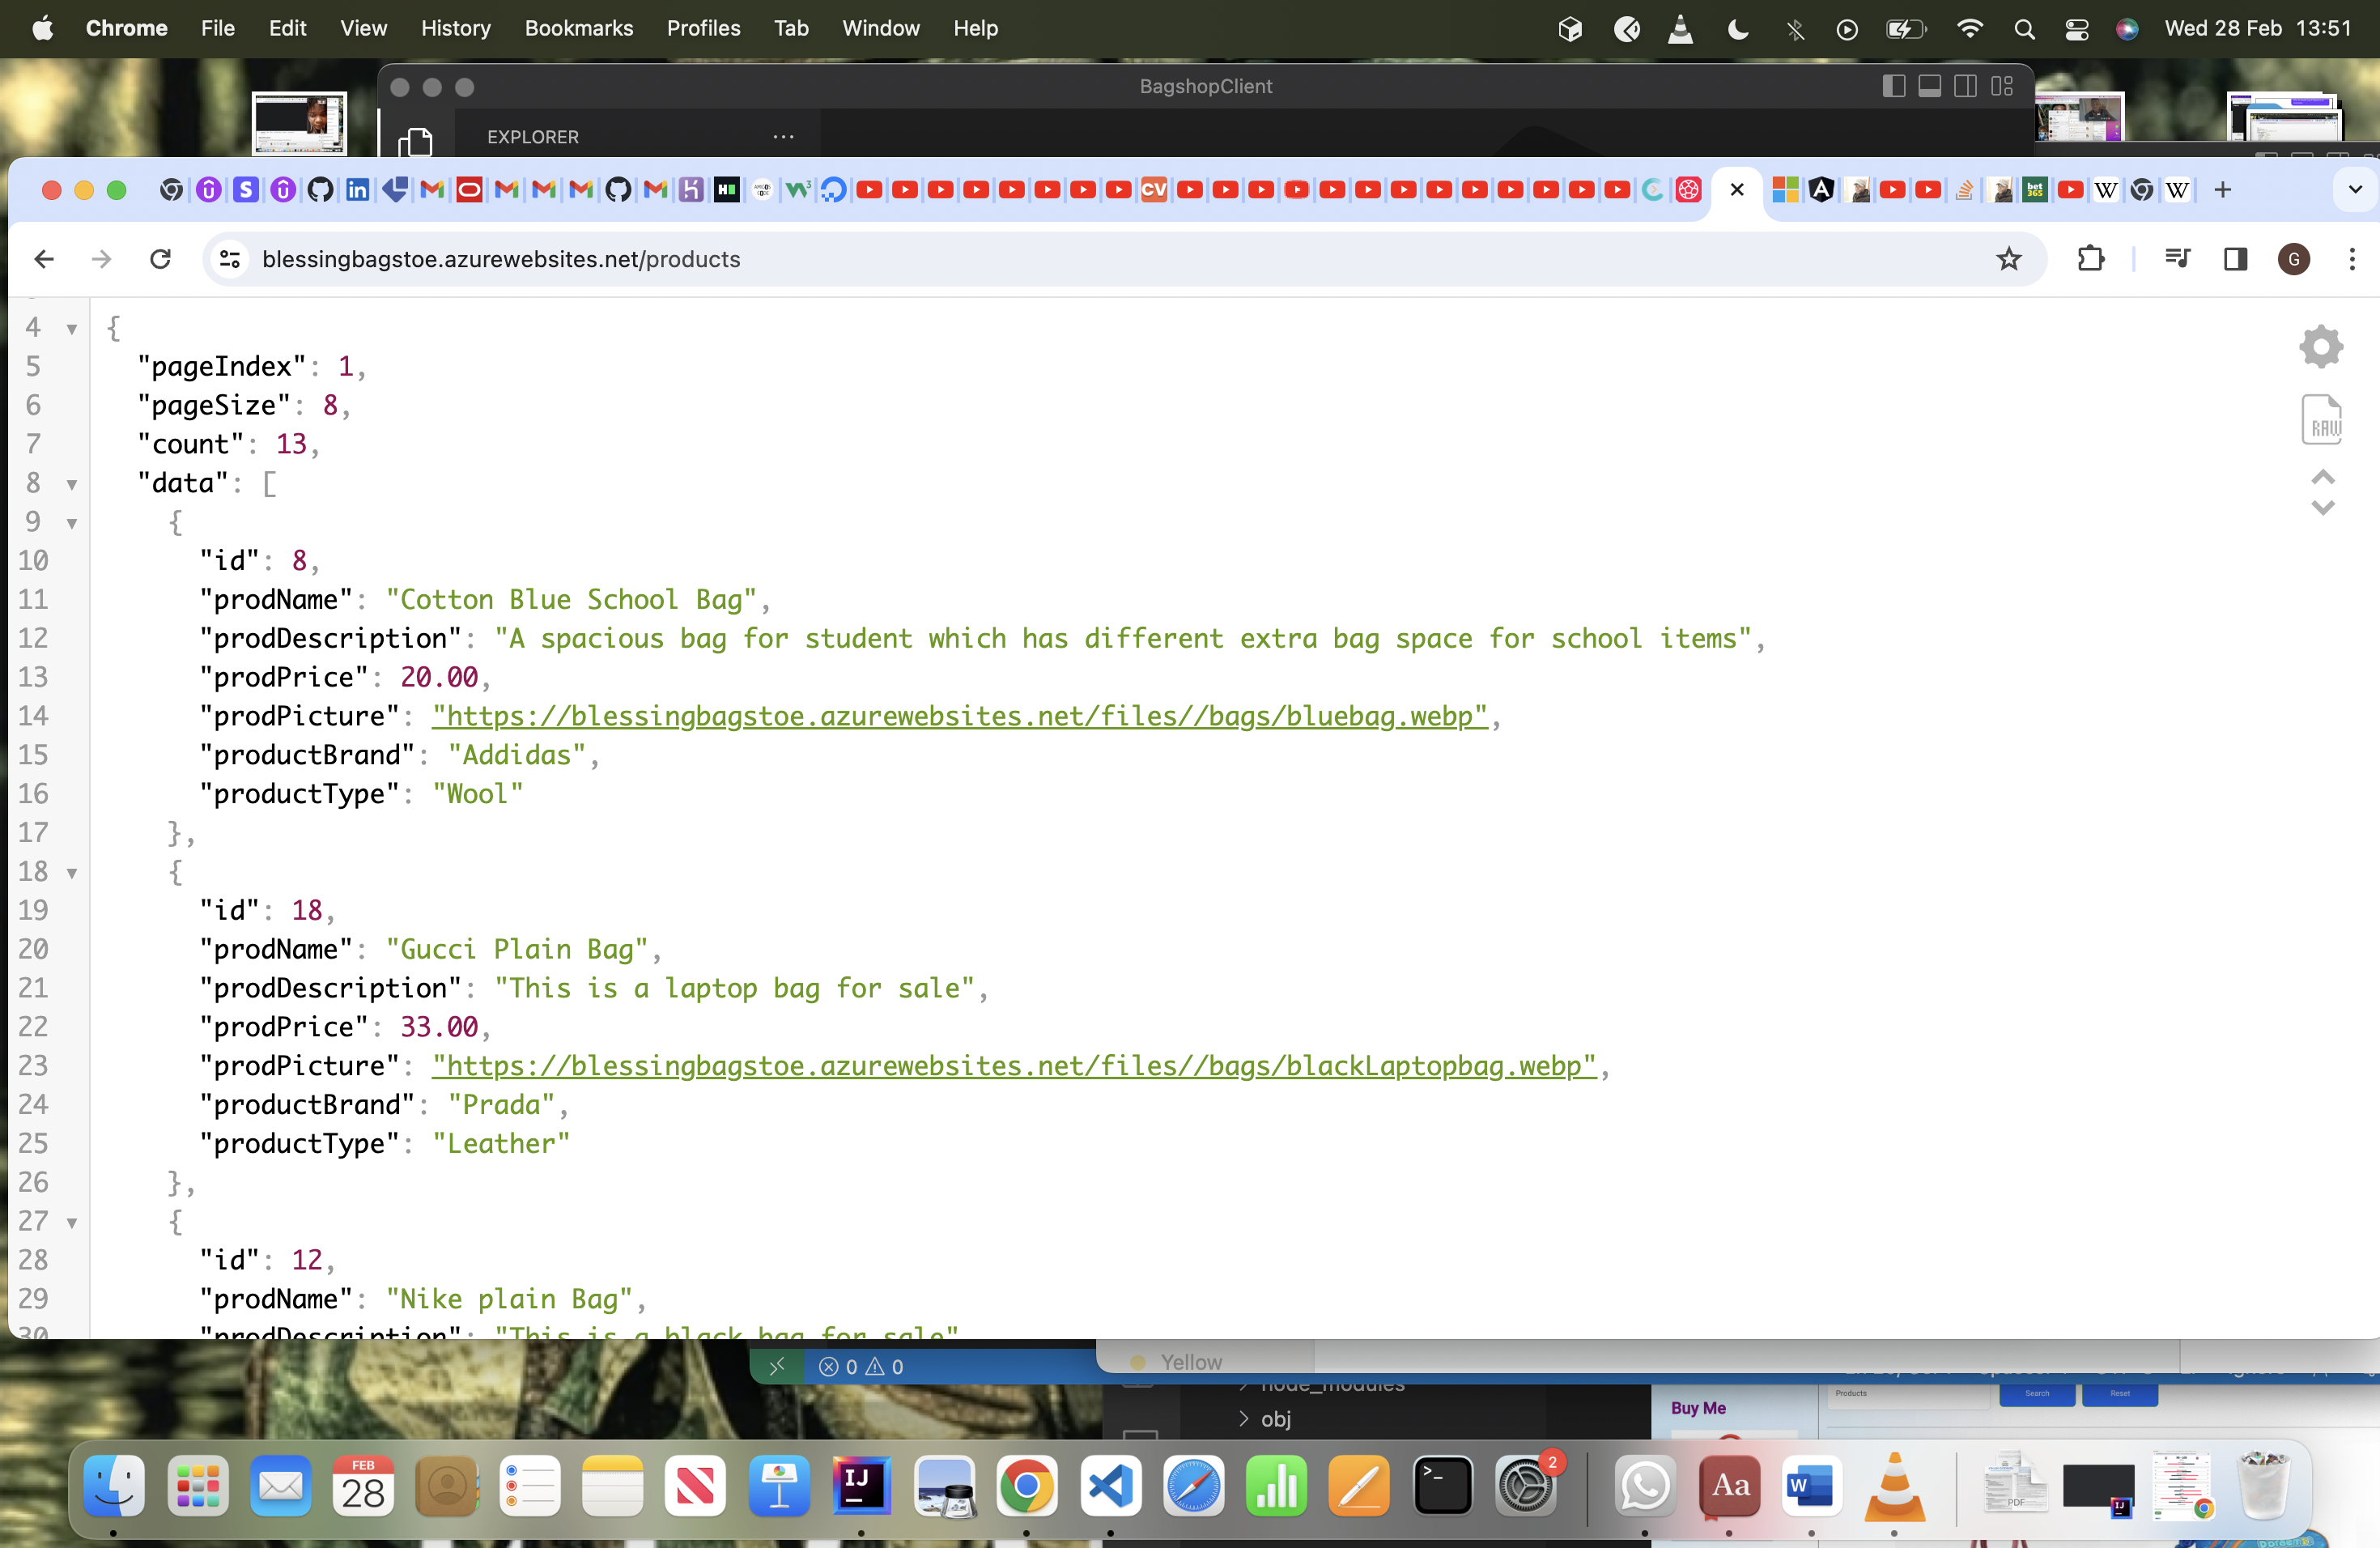 Chrome File Edit View History Bookmarks Profiles Tab Window Help Wed 28 Feb 13:51
BagshopClient
EXPLORER
blessingbagstoe.azurewebsites.net/products
4 {
5 "pageIndex": 1,
6 "pageSize": 8,
7 "count": 13,
8 "data": [
9 {
10 "id": 8,
11 "prodName": "Cotton Blue School Bag",
12 "prodDescription": "A spacious bag for student which has different extra bag space for school items",
13 "prodPrice": 20.00,
14 "prodPicture": "https://blessingbagstoe.azurewebsites.net/files//bags/bluebag.webp",
15 "productBrand": "Addidas",
16 "productType": "Wool"
17 },
18 {
19 "id": 18,
20 "prodName": "Gucci Plain Bag",
21 "prodDescription": "This is a laptop bag for sale",
22 "prodPrice": 33.00,
23 "prodPicture": "https://blessingbagstoe.azurewebsites.net/files//bags/blackLaptopbag.webp",
24 "productBrand": "Prada",
25 "productType": "Leather"
26 },
27 {
28 "id": 12,
29 "prodName": "Nike plain Bag",
30 "prodDescription": "This is a black bag for sale"
RAW
0 0
Yellow
node_modules
obj
Products Search Reset
Buy Me
FEB
28
2